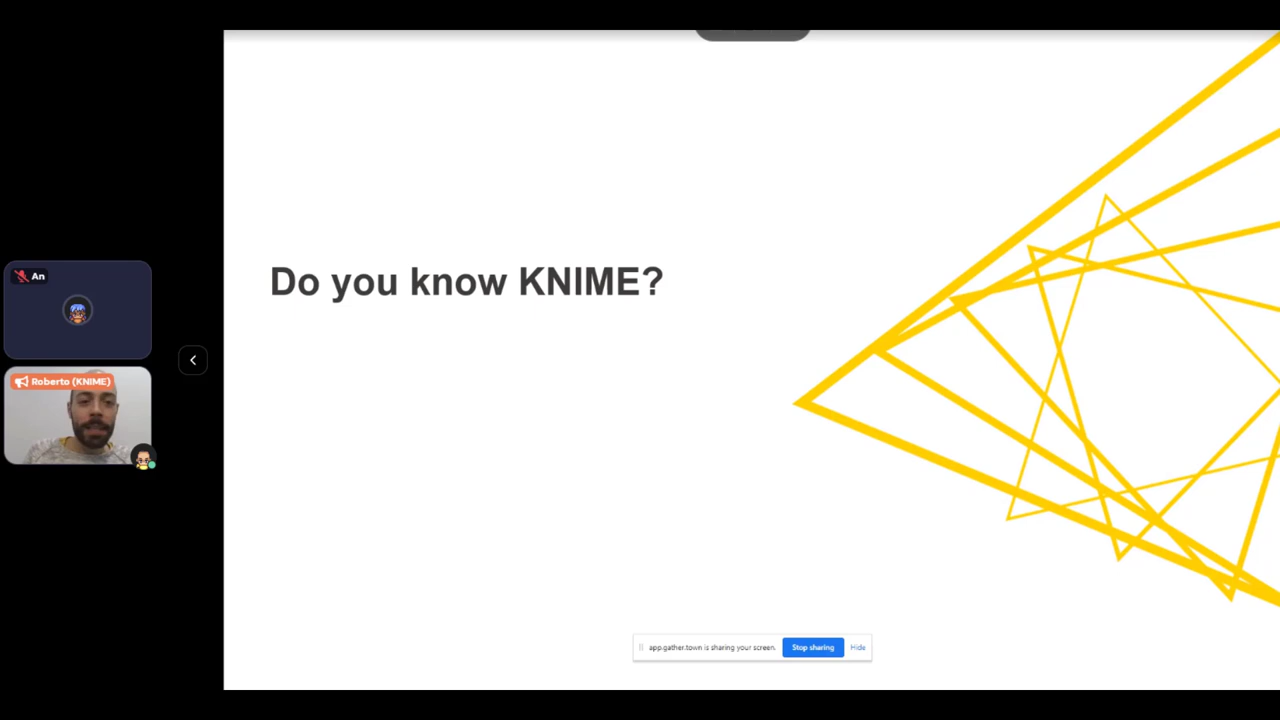 An
Roberto (KNIME)
Do you know KNIME?
app.gather.town is sharing your screen.
Stop sharing
Hide